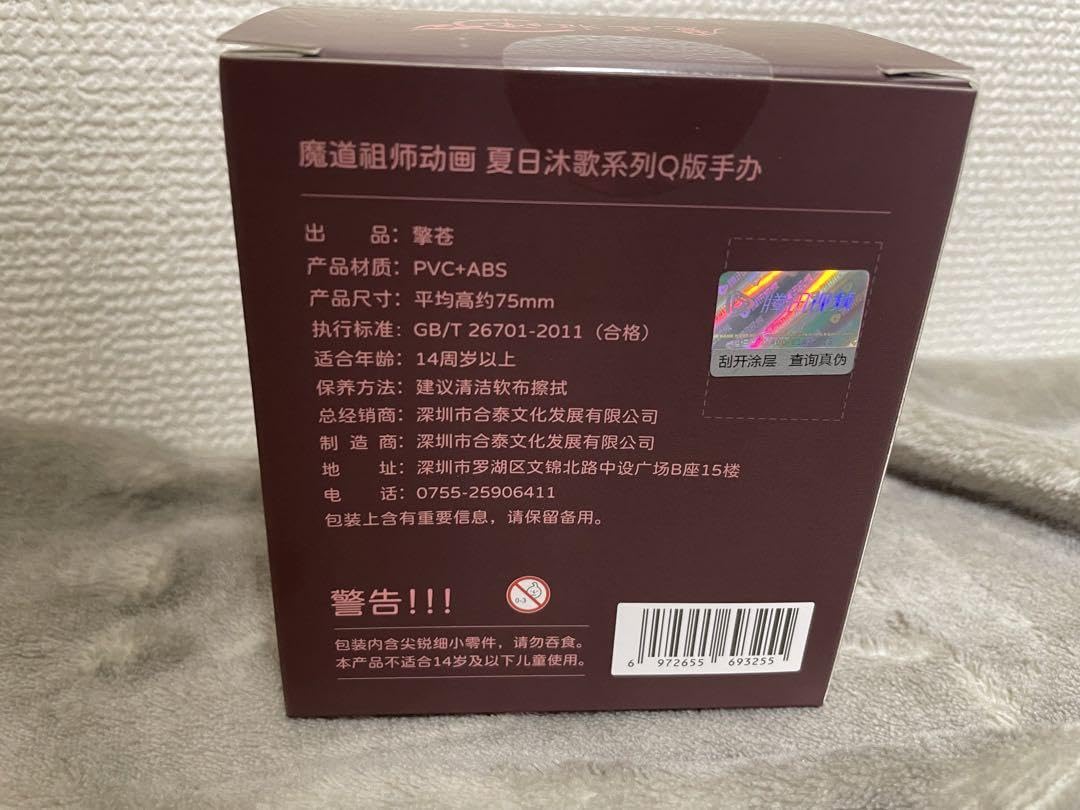 魔道祖师动画 夏日沐歌系列Q版手办
出 品：擎苍
产品材质：PVC+ABS
产品尺寸：平均高约75mm
执行标准：GB/T 26701-2011（合格）
适合年龄：14周岁以上
保养方法：建议清洁软布擦拭
总经销商：深圳市合泰文化发展有限公司
制 造 商：深圳市合泰文化发展有限公司
地 址：深圳市罗湖区文锦北路中设广场B座15楼
电 话：0755-25906411
包装上含有重要信息，请保留备用。
腾讯视频
刮开涂层 查询真伪
警告!!!
0-3
包装内含尖锐细小零件，请勿吞食。
本产品不适合14岁及以下儿童使用。
6 972655 693255